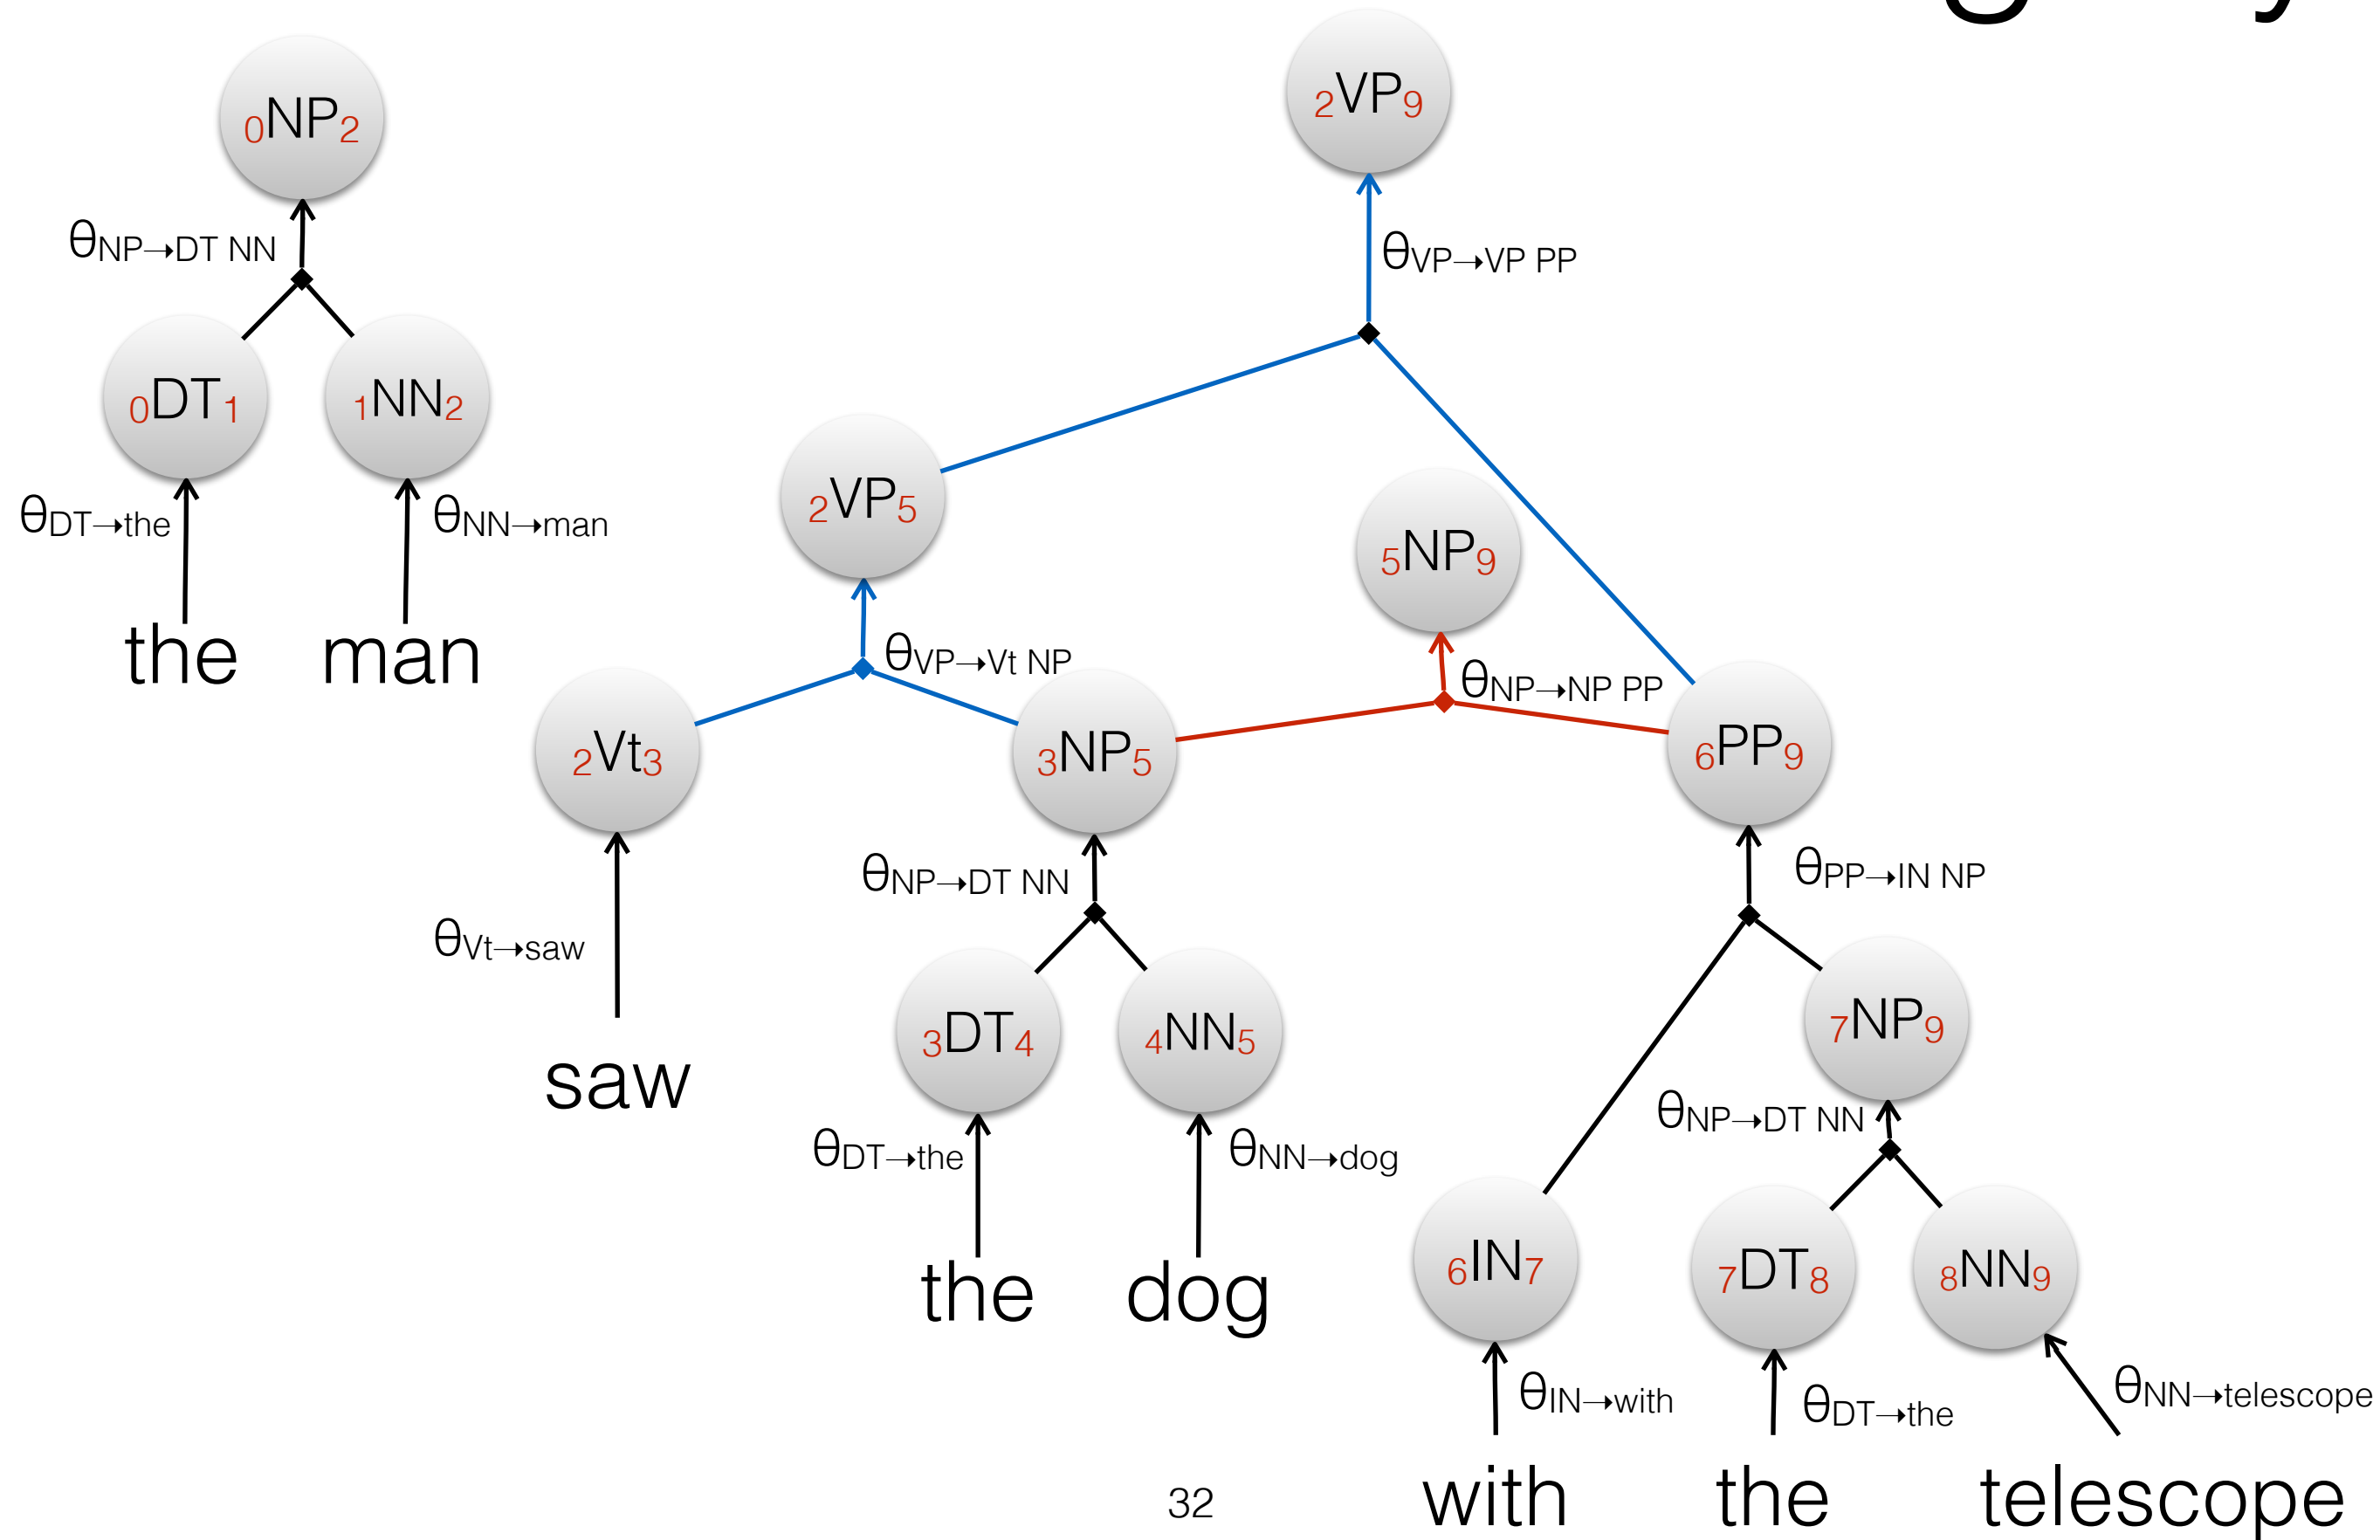 ₂VP₉
₀NP₂
θNP→DT NN
θVP→VP PP
₀DT₁
₁NN₂
₂VP₅
₅NP₉
θDT→the
θNN→man
the man
θVP→Vt NP
θNP→NP PP
₂Vt₃
₃NP₅
₆PP₉
θNP→DT NN
θPP→IN NP
θVt→saw
₃DT₄
₄NN₅
₇NP₉
saw
θNP→DT NN
θDT→the
θNN→dog
₆IN₇
₇DT₈
₈NN₉
the dog
θIN→with
θDT→the
θNN→telescope
with the telescope
32